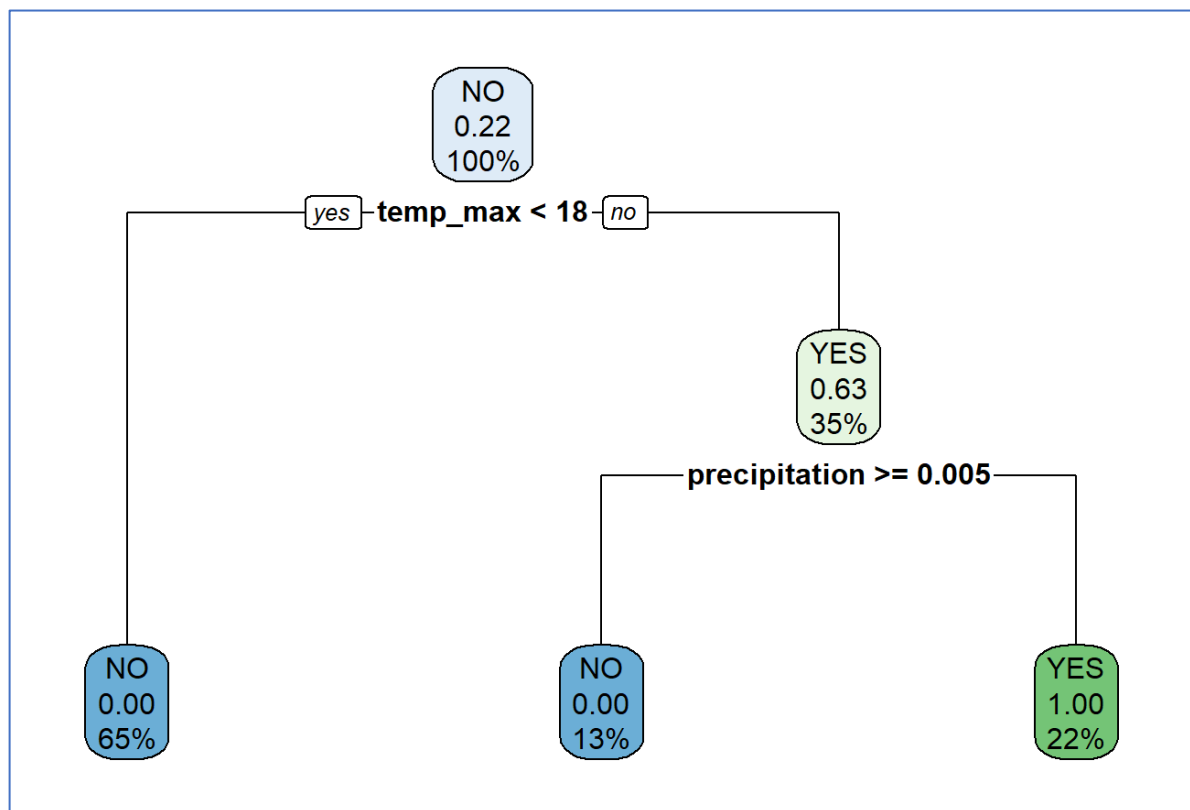 NO
0.22
100%
yes temp_max < 18 no
YES
0.63
35%
precipitation >= 0.005
NO
0.00
65%
NO
0.00
13%
YES
1.00
22%